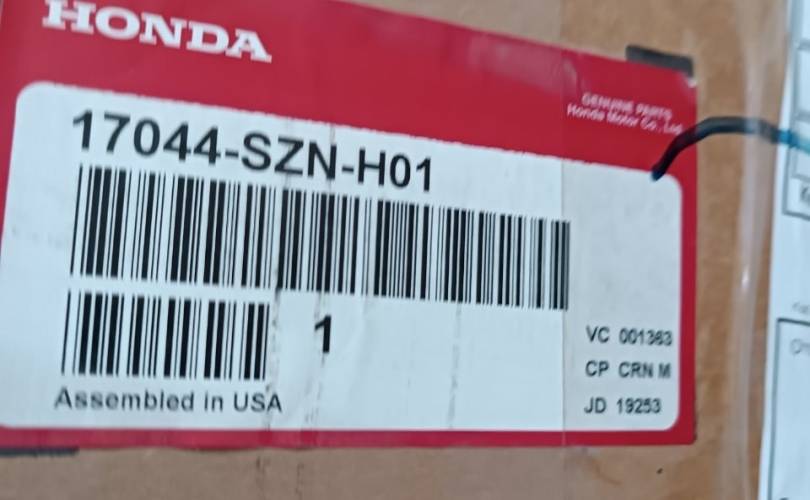 HONDA
GENUINE PARTS
Honda Motor Co., Ltd.
17044-SZN-H01
1
VC 001363
CP CRN M
JD 19253
Assembled in USA